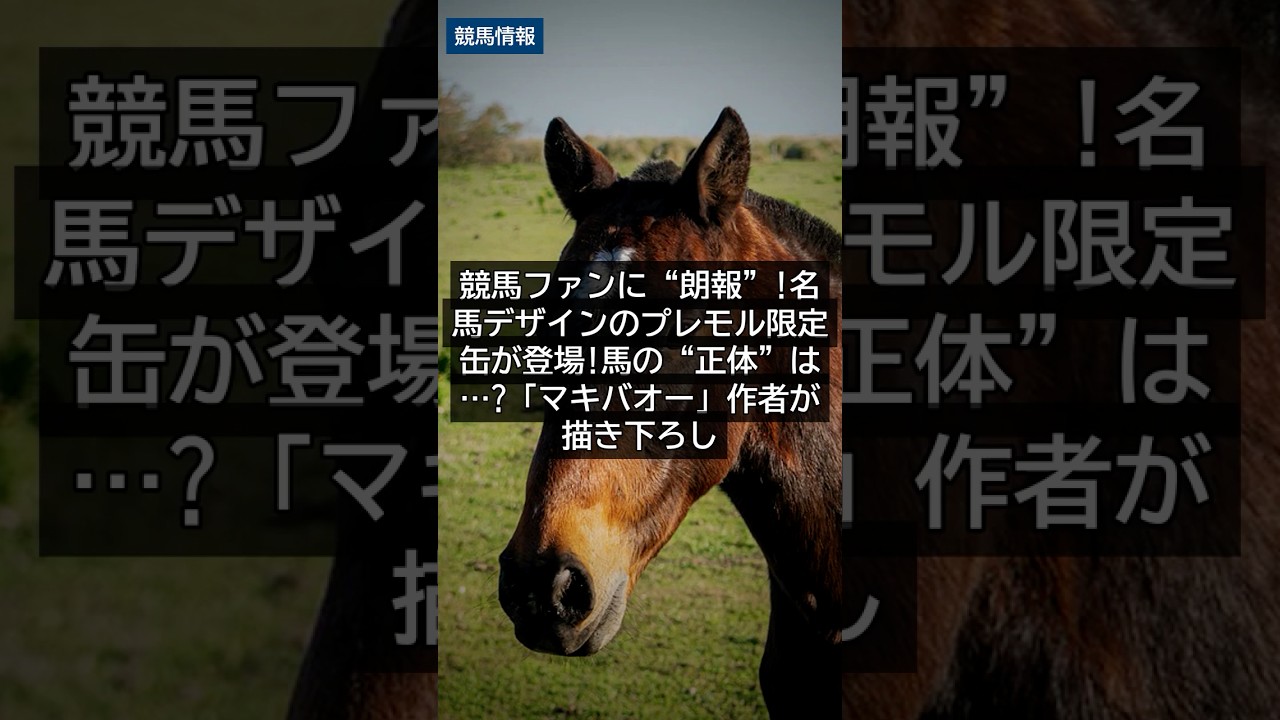 競馬情報
競馬ファンに“朗報”!名
馬デザインのプレモル限定
缶が登場!馬の“正体”は
…?「マキバオー」作者が
描き下ろし